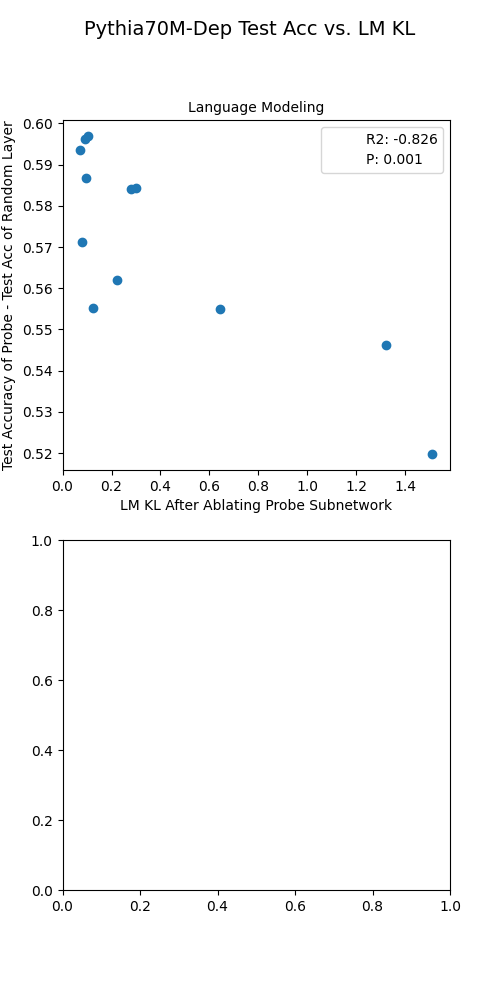 Pythia70M-Dep Test Acc vs. LM KL
Language Modeling
Test Accuracy of Probe - Test Acc of Random Layer
0.60
0.59
0.58
0.57
0.56
0.55
0.54
0.53
0.52
R2: -0.826
P: 0.001
0.0 0.2 0.4 0.6 0.8 1.0 1.2 1.4
LM KL After Ablating Probe Subnetwork
1.0
0.8
0.6
0.4
0.2
0.0
0.0 0.2 0.4 0.6 0.8 1.0